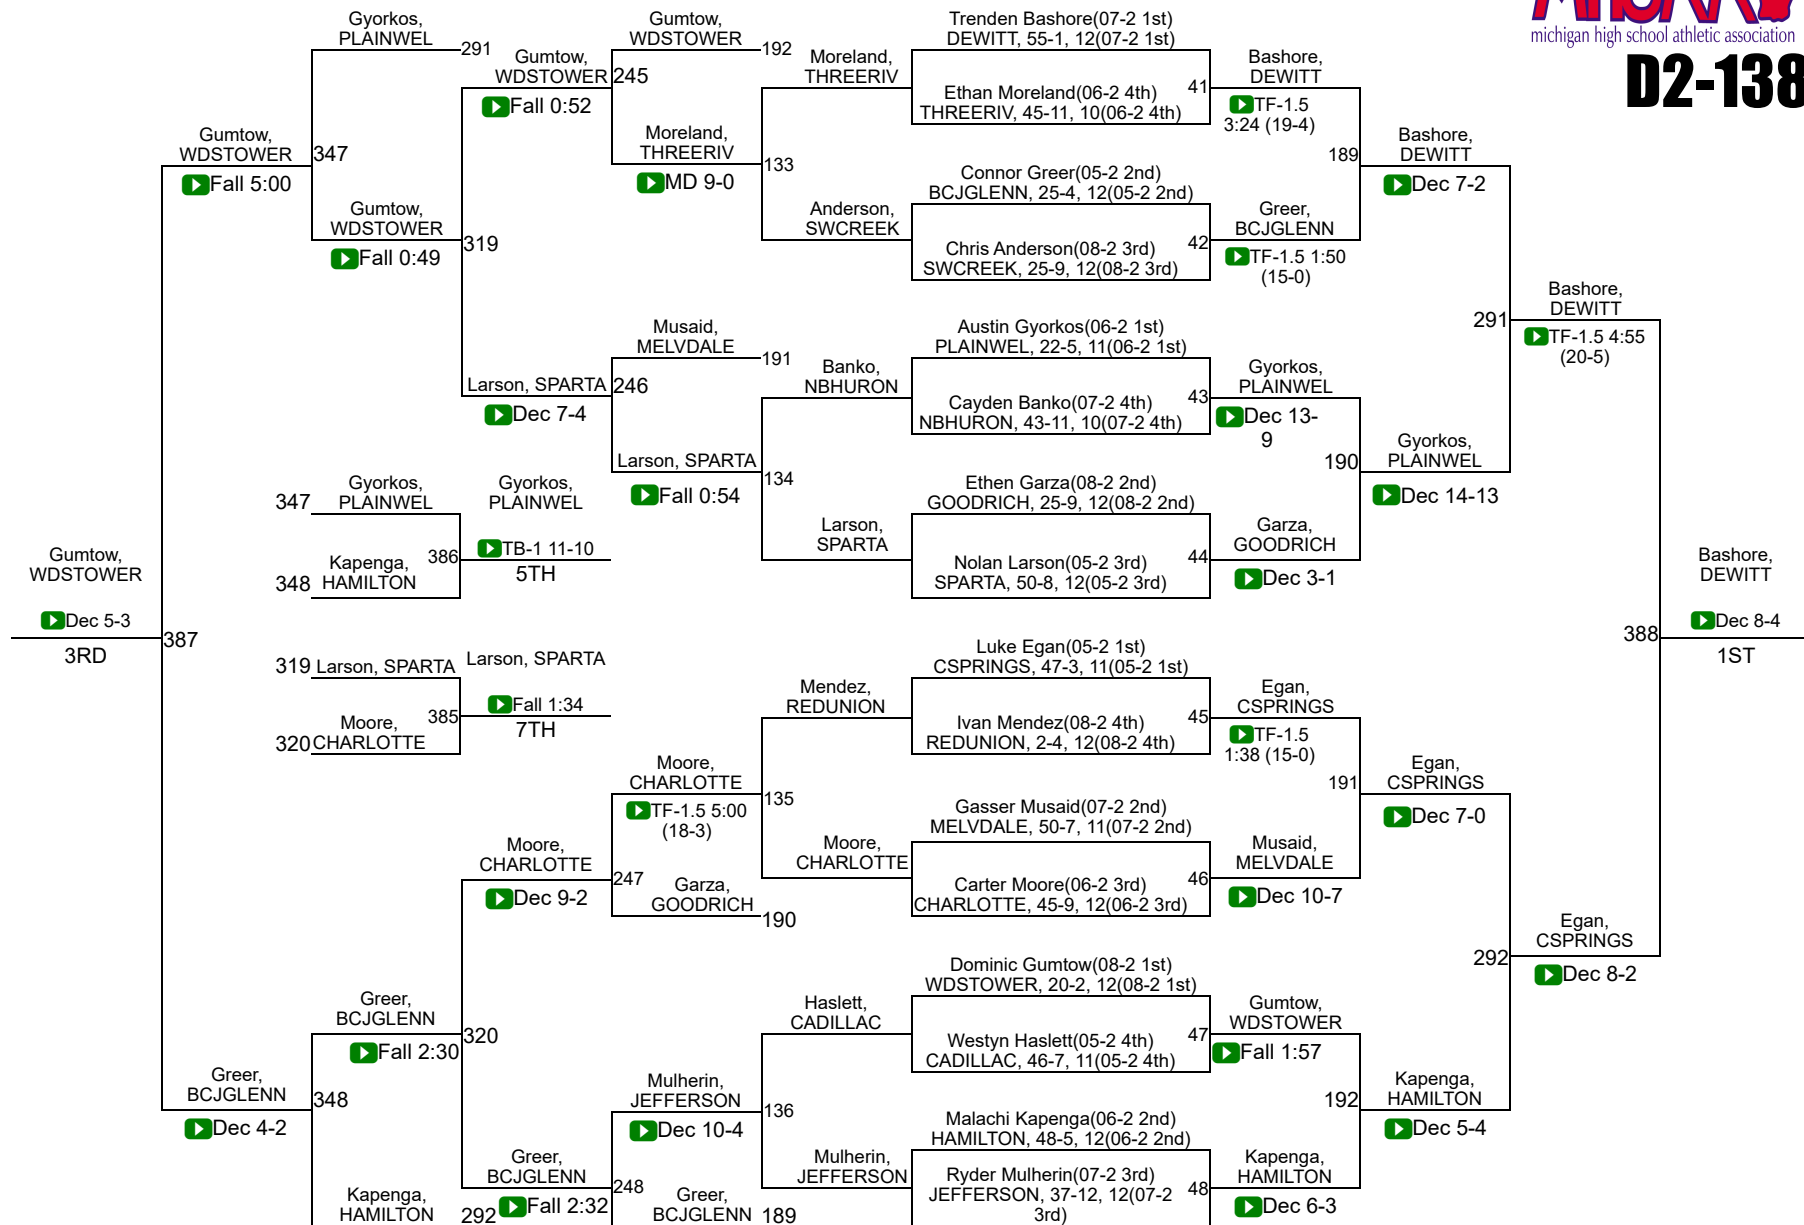 MHSAA
michigan high school athletic association
D2-138
Gyorkos,
PLAINWEL
291
Gumtow,
WDSTOWER
347
Fall 5:00
Gumtow,
WDSTOWER
Fall 0:49
319
Gumtow,
WDSTOWER
Fall 0:52
245
Gumtow,
WDSTOWER
192
Moreland,
THREERIV
MD 9-0
133
Larson, SPARTA
Dec 7-4
246
Musaid,
MELVDALE
191
Larson, SPARTA
Fall 0:54
134
Moreland,
THREERIV
Anderson,
SWCREEK
Banko,
NBHURON
Larson,
SPARTA
347
Gyorkos,
PLAINWEL
348
Kapenga,
HAMILTON
386
Gyorkos,
PLAINWEL
TB-1 11-10
5TH
Gumtow,
WDSTOWER
Dec 5-3
3RD
387
319
Larson, SPARTA
320
Moore,
CHARLOTTE
385
Larson, SPARTA
Fall 1:34
7TH
Moore,
CHARLOTTE
TF-1.5 5:00
(18-3)
135
Moore,
CHARLOTTE
Dec 9-2
247
Garza,
GOODRICH
190
Greer,
BCJGLENN
Fall 2:30
320
Greer,
BCJGLENN
Dec 4-2
348
Mulherin,
JEFFERSON
Dec 10-4
136
Greer,
BCJGLENN
Fall 2:32
248
Greer,
BCJGLENN
189
Kapenga,
HAMILTON
292
Mendez,
REDUNION
Moore,
CHARLOTTE
Haslett,
CADILLAC
Mulherin,
JEFFERSON
Trenden Bashore(07-2 1st)
DEWITT, 55-1, 12(07-2 1st)
Ethan Moreland(06-2 4th)
THREERIV, 45-11, 10(06-2 4th)
41
Connor Greer(05-2 2nd)
BCJGLENN, 25-4, 12(05-2 2nd)
Chris Anderson(08-2 3rd)
SWCREEK, 25-9, 12(08-2 3rd)
42
Austin Gyorkos(06-2 1st)
PLAINWEL, 22-5, 11(06-2 1st)
Cayden Banko(07-2 4th)
NBHURON, 43-11, 10(07-2 4th)
43
Ethen Garza(08-2 2nd)
GOODRICH, 25-9, 12(08-2 2nd)
Nolan Larson(05-2 3rd)
SPARTA, 50-8, 12(05-2 3rd)
44
Luke Egan(05-2 1st)
CSPRINGS, 47-3, 11(05-2 1st)
Ivan Mendez(08-2 4th)
REDUNION, 2-4, 12(08-2 4th)
45
Gasser Musaid(07-2 2nd)
MELVDALE, 50-7, 11(07-2 2nd)
Carter Moore(06-2 3rd)
CHARLOTTE, 45-9, 12(06-2 3rd)
46
Dominic Gumtow(08-2 1st)
WDSTOWER, 20-2, 12(08-2 1st)
Westyn Haslett(05-2 4th)
CADILLAC, 46-7, 11(05-2 4th)
47
Malachi Kapenga(06-2 2nd)
HAMILTON, 48-5, 12(06-2 2nd)
Ryder Mulherin(07-2 3rd)
JEFFERSON, 37-12, 12(07-2
3rd)
48
Bashore,
DEWITT
TF-1.5
3:24 (19-4)
Greer,
BCJGLENN
TF-1.5 1:50
(15-0)
189
Bashore,
DEWITT
Dec 7-2
Gyorkos,
PLAINWEL
Dec 13-
9
Garza,
GOODRICH
Dec 3-1
190
Gyorkos,
PLAINWEL
Dec 14-13
291
Bashore,
DEWITT
TF-1.5 4:55
(20-5)
Egan,
CSPRINGS
TF-1.5
1:38 (15-0)
Musaid,
MELVDALE
Dec 10-7
191
Egan,
CSPRINGS
Dec 7-0
Gumtow,
WDSTOWER
Fall 1:57
Kapenga,
HAMILTON
Dec 6-3
192
Kapenga,
HAMILTON
Dec 5-4
292
Egan,
CSPRINGS
Dec 8-2
388
Bashore,
DEWITT
Dec 8-4
1ST